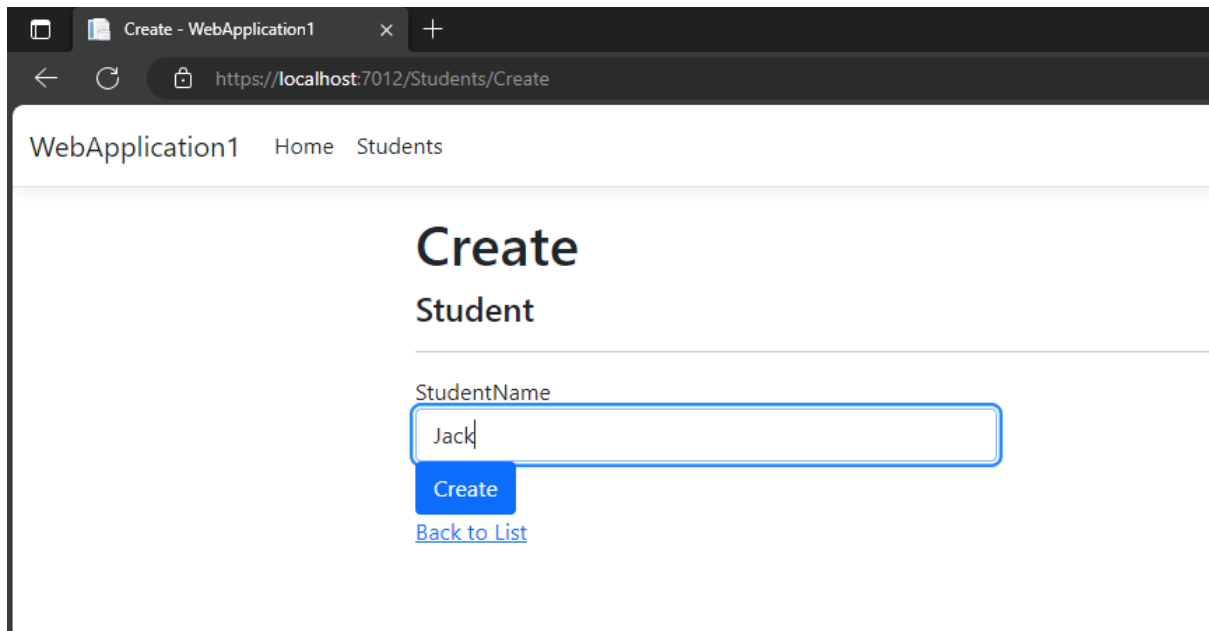 Create - WebApplication1
https://localhost:7012/Students/Create
WebApplication1 Home Students
Create
Student
StudentName
Jack
Create
Back to List